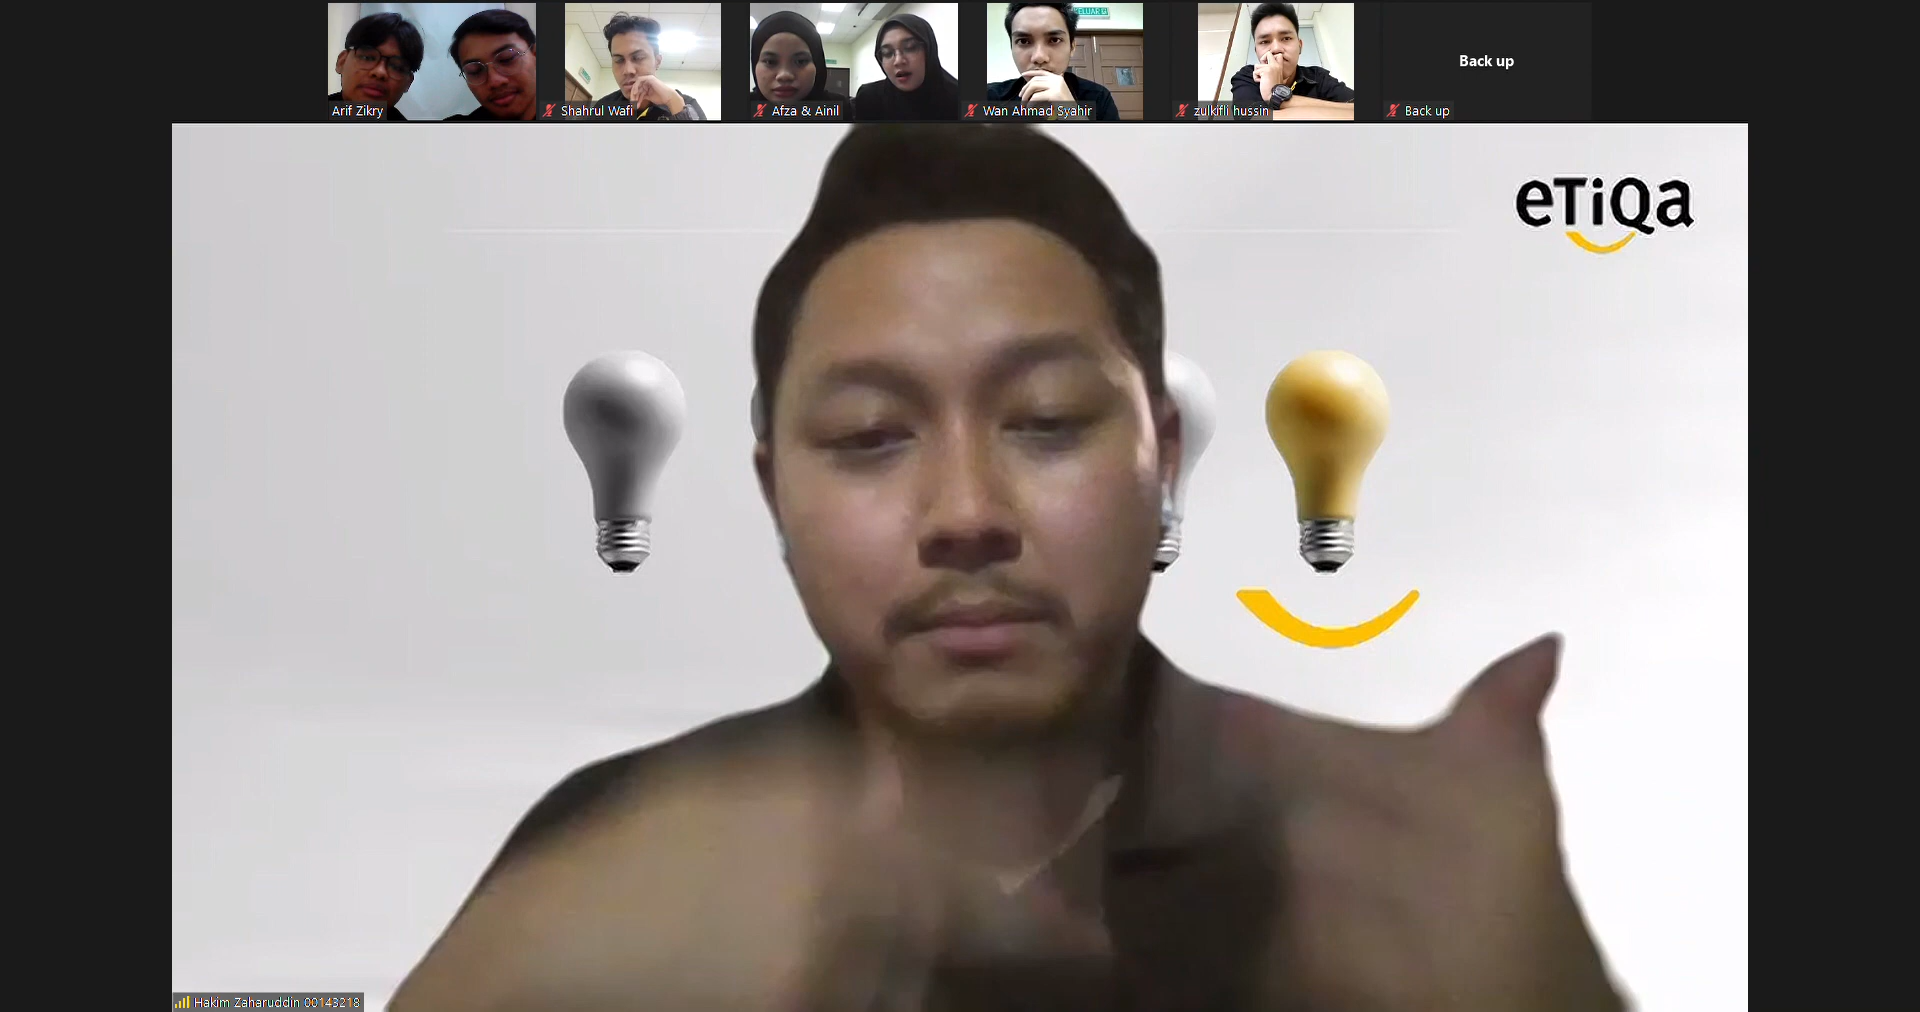 KELUAR
Back up
Arif Zikry
Shahrul Wafi
Afza & Ainil
Wan Ahmad Syahir
zulkifli hussin
Back up
eTiQa
Hakim Zaharuddin 00143218